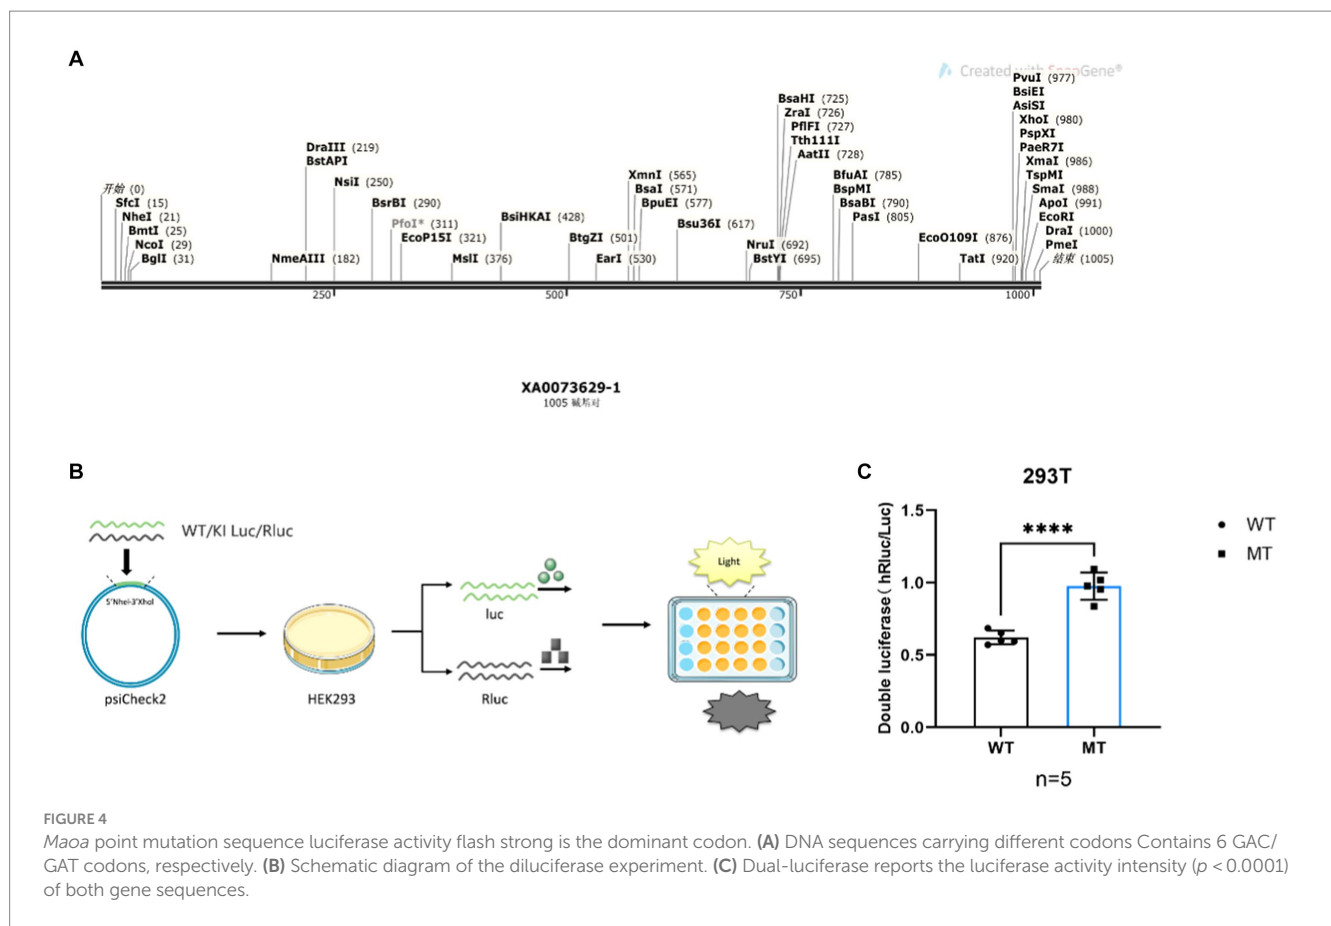 A
Created with SnapGene®
PvuI (977)
BsiEI
AsiSI
XhoI (980)
PspXI
PaeR7I
XmaI (986)
TspMI
SmaI (988)
ApoI (991)
EcoRI
DraI (1000)
PmeI
结束 (1005)
BsaHI (725)
ZraI (726)
PflFI (727)
Tth111I
AatII (728)
DraIII (219)
BstAPI
NsiI (250)
开始 (0)
SfcI (15)
NheI (21)
BmtI (25)
NcoI (29)
BglI (31)
BsrBI (290)
PfoI* (311)
EcoP15I (321)
NmeAIII (182)
MslI (376)
BsiHKAI (428)
BtgZI (501)
EarI (530)
XmnI (565)
BsaI (571)
BpuEI (577)
Bsu36I (617)
NruI (692)
BstYI (695)
BfuAI (785)
BspMI
BsaBI (790)
PasI (805)
EcoO109I (876)
TatI (920)
250
500
750
1000
XA0073629-1
1005 碱基对
B
WT/KI Luc/Rluc
5'NheI-3'XhoI
psiCheck2
HEK293
luc
Rluc
Light
C
293T
Double luciferase( hRluc/Luc)
1.5
1.0
0.5
0.0
****
WT
MT
WT
MT
n=5
FIGURE 4
Maoa point mutation sequence luciferase activity flash strong is the dominant codon. (A) DNA sequences carrying different codons Contains 6 GAC/
GAT codons, respectively. (B) Schematic diagram of the diluciferase experiment. (C) Dual-luciferase reports the luciferase activity intensity (p < 0.0001)
of both gene sequences.